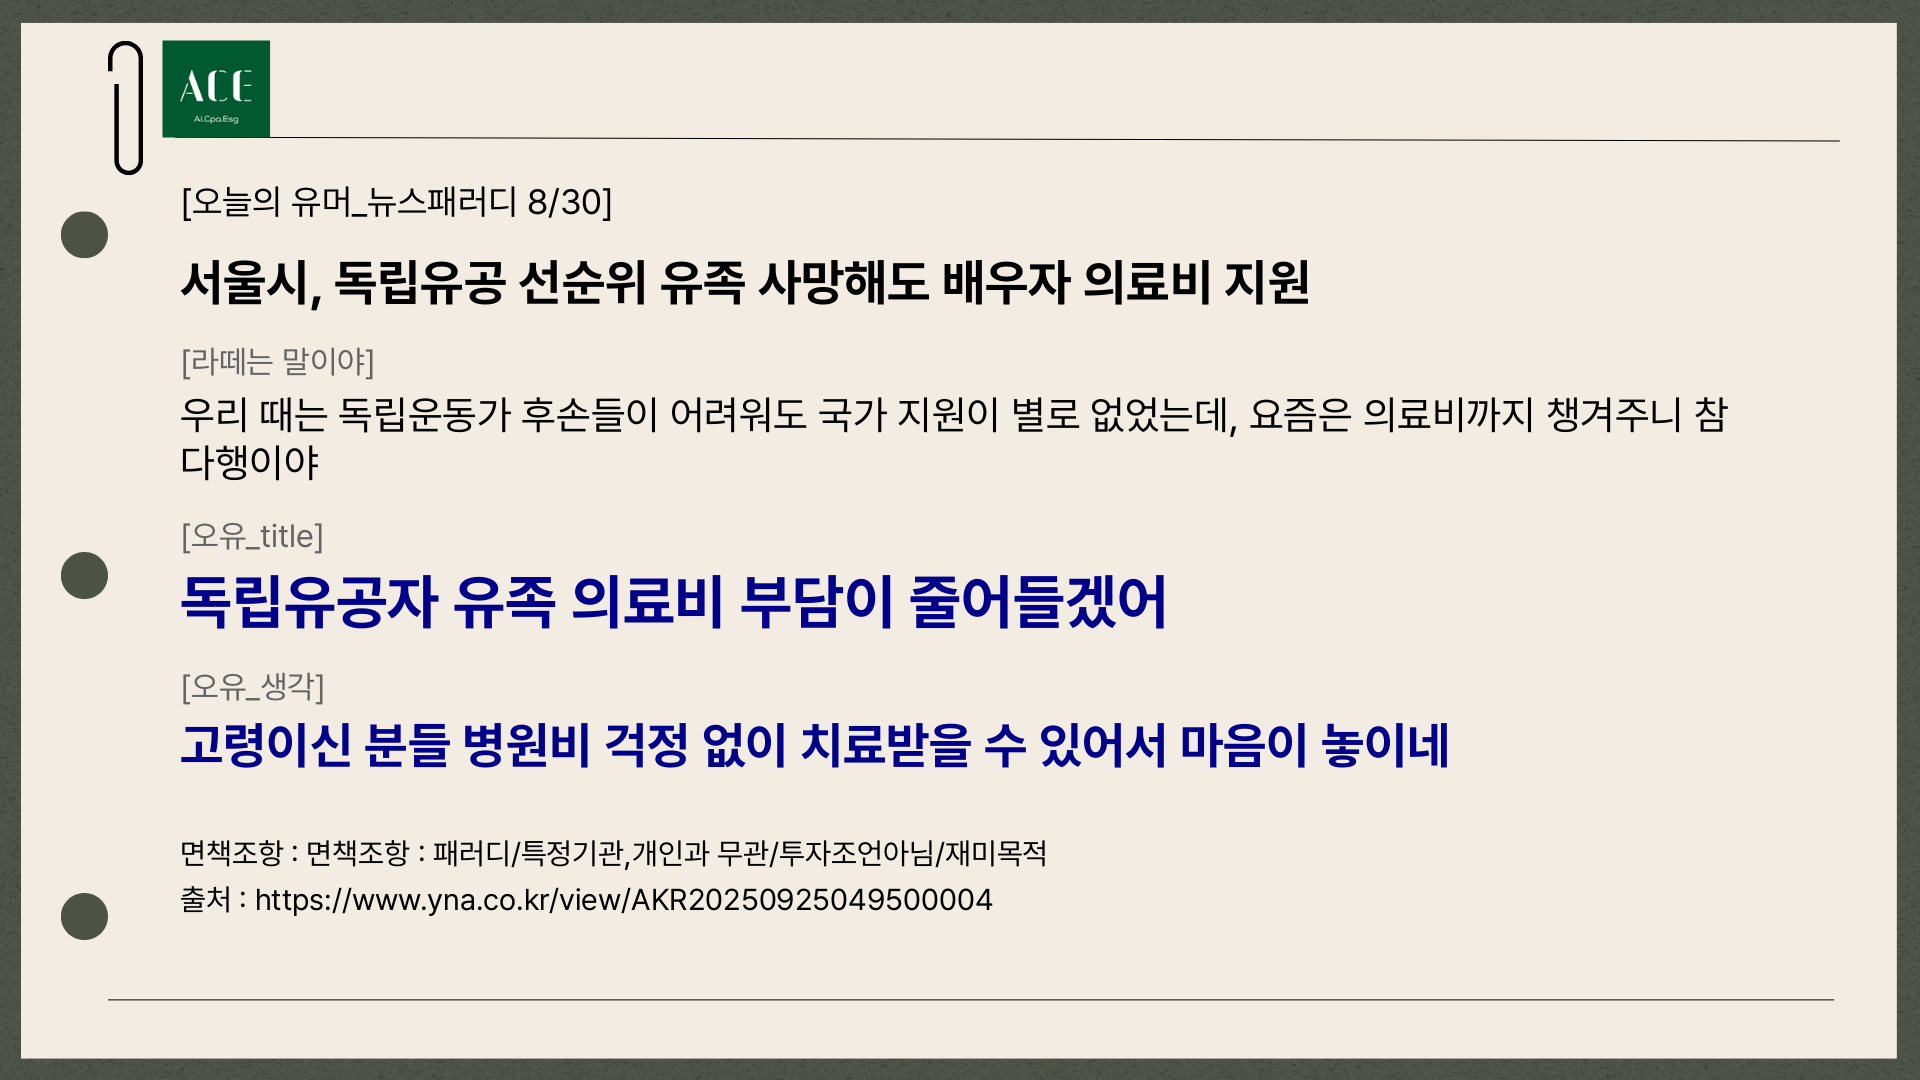 ACE
Ai.Cpa.Esg
[오늘의 유머_뉴스패러디 8/30]
서울시, 독립유공 선순위 유족 사망해도 배우자 의료비 지원
[라떼는 말이야]
우리 때는 독립운동가 후손들이 어려워도 국가 지원이 별로 없었는데, 요즘은 의료비까지 챙겨주니 참
다행이야
[오유_title]
독립유공자 유족 의료비 부담이 줄어들겠어
[오유_생각]
고령이신 분들 병원비 걱정 없이 치료받을 수 있어서 마음이 놓이네
면책조항 : 면책조항 : 패러디/특정기관,개인과 무관/투자조언아님/재미목적
출처 : https://www.yna.co.kr/view/AKR20250925049500004